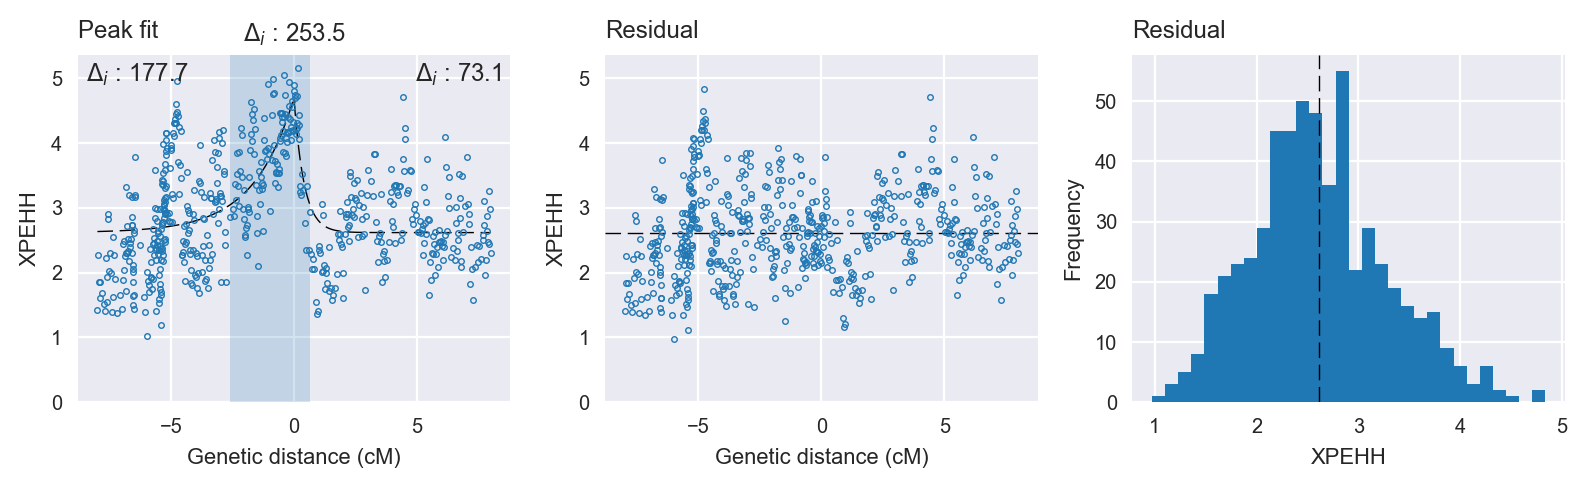 Peak fit
Δi : 253.5
Δi : 177.7
Δi : 73.1
XPEHH
5
4
3
2
1
0
−5
0
5
Genetic distance (cM)
Residual
XPEHH
5
4
3
2
1
0
−5
0
5
Genetic distance (cM)
Residual
Frequency
50
40
30
20
10
0
1
2
3
4
5
XPEHH